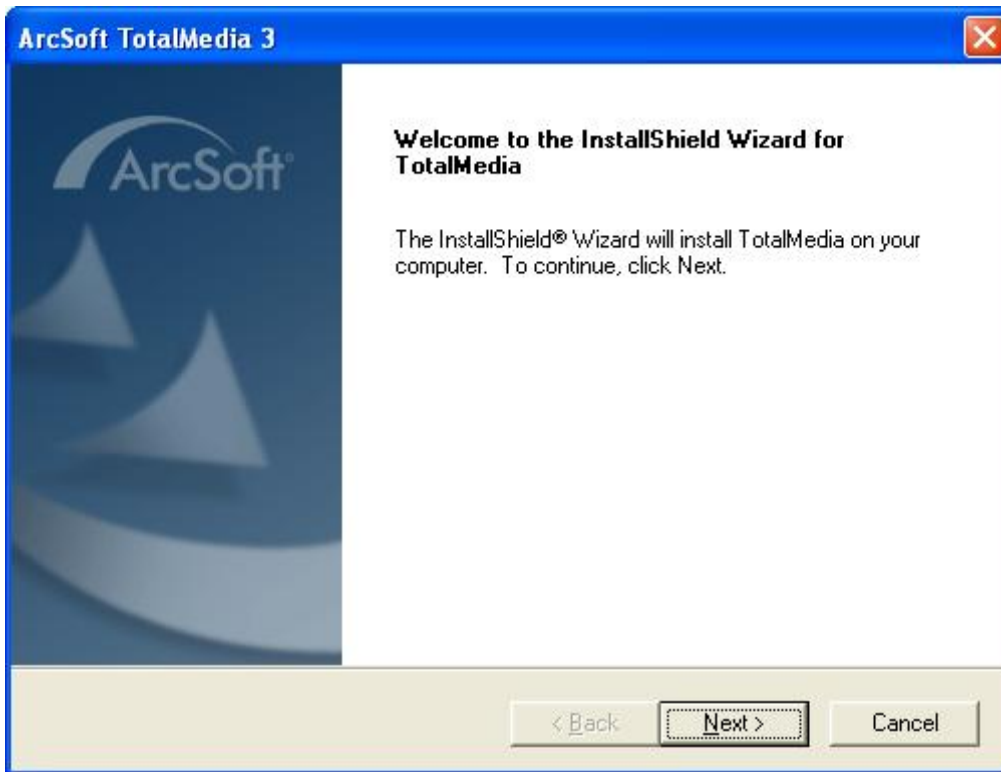 ArcSoft TotalMedia 3
ArcSoft®
Welcome to the InstallShield Wizard for
TotalMedia
The InstallShield® Wizard will install TotalMedia on your
computer. To continue, click Next.
< Back
Next >
Cancel